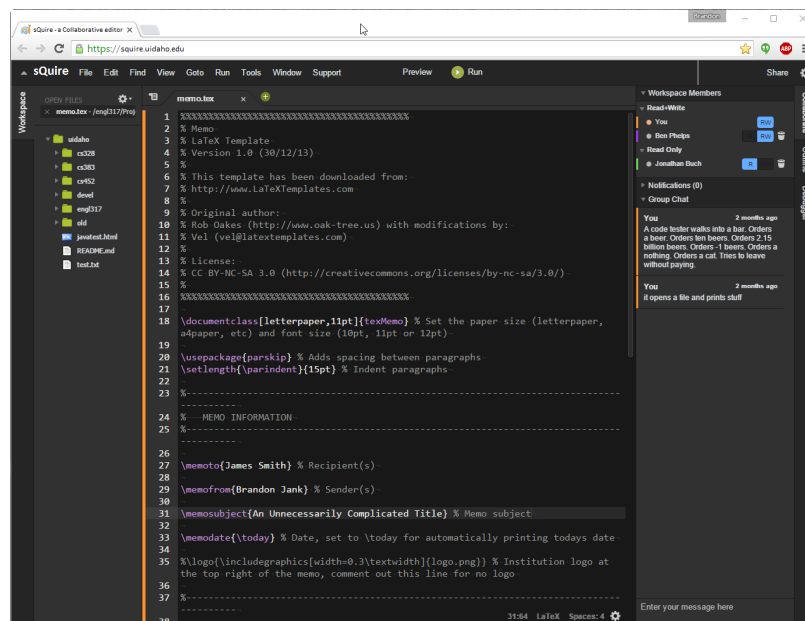 Brandon
sQuire - a Collaborative editor
https://squire.uidaho.edu
ABP
sQuire File Edit Find View Goto Run Tools Window Support Preview Run Share
Workspace
OPEN FILES
memo.tex - /engl317/Proj
uidaho
cs328
cs383
cs452
devel
engl317
old
javatest.html
README.md
test.txt
memo.tex
1 %%%%%%%%%%%%%%%%%%%%%%%%%%%%%%%%%%%%%%%%%
2 % Memo
3 % LaTeX Template
4 % Version 1.0 (30/12/13)
5 %
6 % This template has been downloaded from:
7 % http://www.LaTeXTemplates.com
8 %
9 % Original author:
10 % Rob Oakes (http://www.oak-tree.us) with modifications by:
11 % Vel (vel@latextemplates.com)
12 %
13 % License:
14 % CC BY-NC-SA 3.0 (http://creativecommons.org/licenses/by-nc-sa/3.0/)
15 %
16 %%%%%%%%%%%%%%%%%%%%%%%%%%%%%%%%%%%%%%%%%
17
18 \documentclass[letterpaper,11pt]{texMemo} % Set the paper size (letterpaper,
a4paper, etc) and font size (10pt, 11pt or 12pt)
19
20 \usepackage{parskip} % Adds spacing between paragraphs
21 \setlength{\parindent}{15pt} % Indent paragraphs
22
23 %--------------------------------------------------------------------------------
----------
24 % MEMO INFORMATION
25 %--------------------------------------------------------------------------------
----------
26
27 \memoto{James Smith} % Recipient(s)
28
29 \memofrom{Brandon Jank} % Sender(s)
30
31 \memosubject{An Unnecessarily Complicated Title} % Memo subject
32
33 \memodate{\today} % Date, set to \today for automatically printing todays date
34
35 %\logo{\includegraphics[width=0.3\textwidth]{logo.png}} % Institution logo at
the top right of the memo, comment out this line for no logo
36
37 %--------------------------------------------------------------------------------
----------
38
31:64 LaTeX Spaces: 4
Workspace Members
Read+Write
You RW
Ben Phelps RW
Read Only
Jonathan Buch R
Notifications (0)
Group Chat
You 2 months ago
A code tester walks into a bar. Orders
a beer. Orders ten beers. Orders 2.15
billion beers. Orders -1 beers. Orders a
nothing. Orders a cat. Tries to leave
without paying.
You 2 months ago
it opens a file and prints stuff
Enter your message here
Outline
Debugger